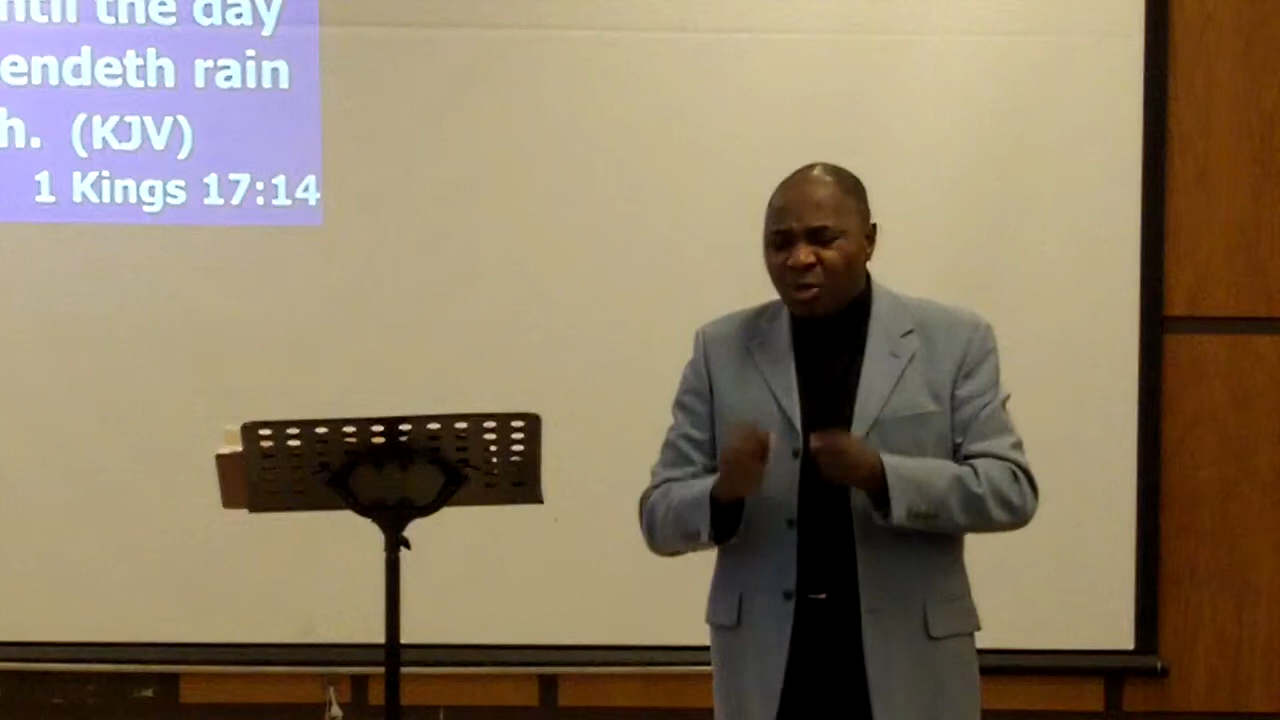 ntil the day
endeth rain
h. (KJV)
1 Kings 17:14